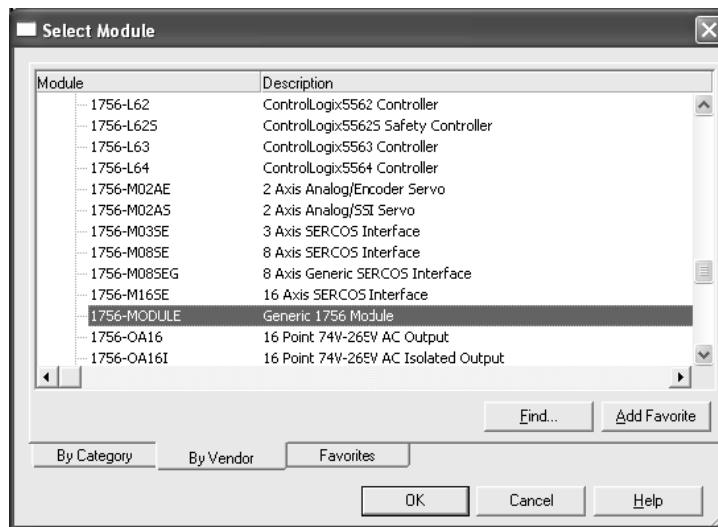 Select Module
Module Description
1756-L62 ControlLogix5562 Controller
1756-L62S ControlLogix5562S Safety Controller
1756-L63 ControlLogix5563 Controller
1756-L64 ControlLogix5564 Controller
1756-M02AE 2 Axis Analog/Encoder Servo
1756-M02AS 2 Axis Analog/SSI Servo
1756-M03SE 3 Axis SERCOS Interface
1756-M08SE 8 Axis SERCOS Interface
1756-M08SEG 8 Axis Generic SERCOS Interface
1756-M16SE 16 Axis SERCOS Interface
1756-MODULE Generic 1756 Module
1756-OA16 16 Point 74V-265V AC Output
1756-OA16I 16 Point 74V-265V AC Isolated Output
Find... Add Favorite
By Category By Vendor Favorites
OK Cancel Help